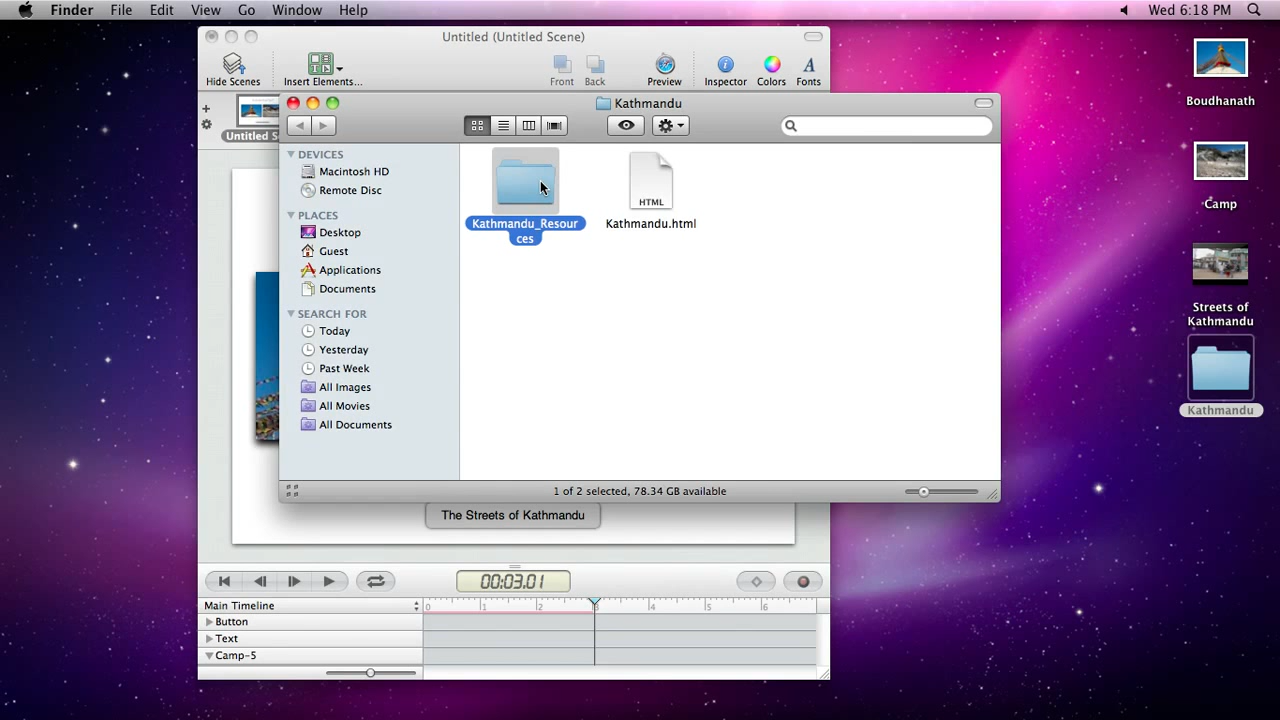 Finder File Edit View Go Window Help Wed 6:18 PM
Untitled (Untitled Scene)
Hide Scenes Insert Elements... Front Back Preview Inspector Colors Fonts
Untitled S
Kathmandu
DEVICES
Macintosh HD
Remote Disc
PLACES
Desktop
Guest
Applications
Documents
SEARCH FOR
Today
Yesterday
Past Week
All Images
All Movies
All Documents
Kathmandu_Resour
ces
HTML
Kathmandu.html
1 of 2 selected, 78.34 GB available
The Streets of Kathmandu
00:03.01
Main Timeline
0 1 2 3 4 5 6
Button
Text
Camp-5
Boudhanath
Camp
Streets of
Kathmandu
Kathmandu